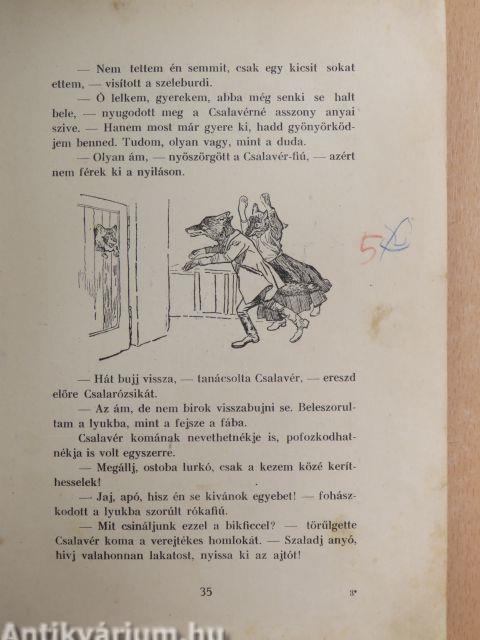 — Nem tettem én semmit, csak egy kicsit sokat
ettem, — visított a szeleburdi.
— Ó lelkem, gyerekem, abba még senki se halt
bele, — nyugodott meg a Csalavérné asszony anyai
szive. — Hanem most már gyere ki, hadd gyönyörköd-
jem benned. Tudom, olyan vagy, mint a duda.
— Olyan ám, — nyöszörgött a Csalavér-fiú, — azért
nem férek ki a nyiláson.
— Hát bujj vissza, — tanácsolta Csalavér, — ereszd
előre Csalarózsikát.
— Az ám, de nem birok visszabujni se. Beleszorul-
tam a lyukba, mint a fejsze a fába.
Csalavér komának nevethetnékje is, pofozkodhat-
nékja is volt egyszerre.
— Megállj, ostoba lurkó, csak a kezem közé kerít-
hesselek!
— Jaj, apó, hisz én se kivánok egyebet! — fohász-
kodott a lyukba szorúlt rókafiú.
— Mit csináljunk ezzel a bikficcel? — törülgette
Csalavér koma a verejtékes homlokát. — Szaladj anyó,
hivj valahonnan lakatost, nyissa ki az ajtót!
35
3*
Antikvárium.hu